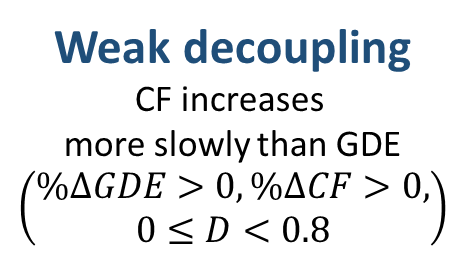 Weak decoupling
CF increases
more slowly than GDE
(%ΔGDE > 0, %ΔCF > 0,
0 ≤ D < 0.8)